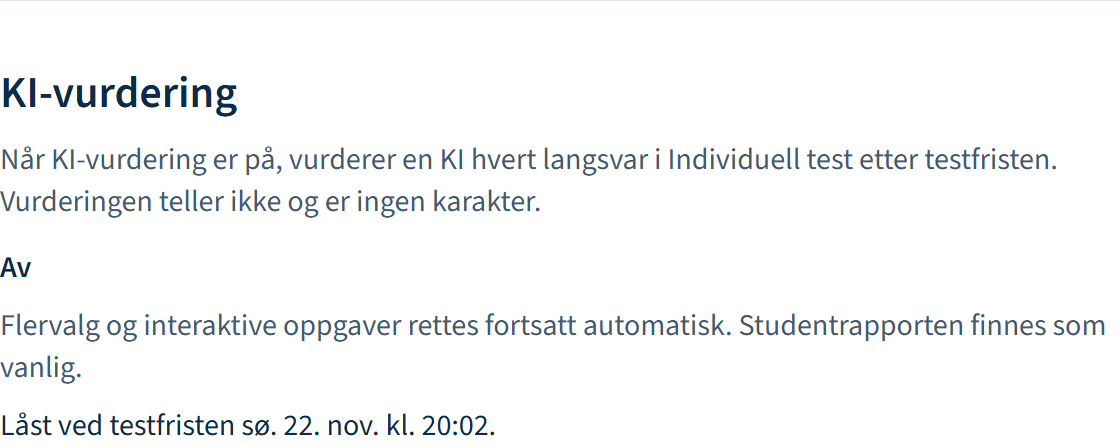 KI-vurdering
Når KI-vurdering er på, vurderer en KI hvert langsvar i Individuell test etter testfristen.
Vurderingen teller ikke og er ingen karakter.
Av
Flervalg og interaktive oppgaver rettes fortsatt automatisk. Studentrapporten finnes som
vanlig.
Låst ved testfristen sø. 22. nov. kl. 20:02.